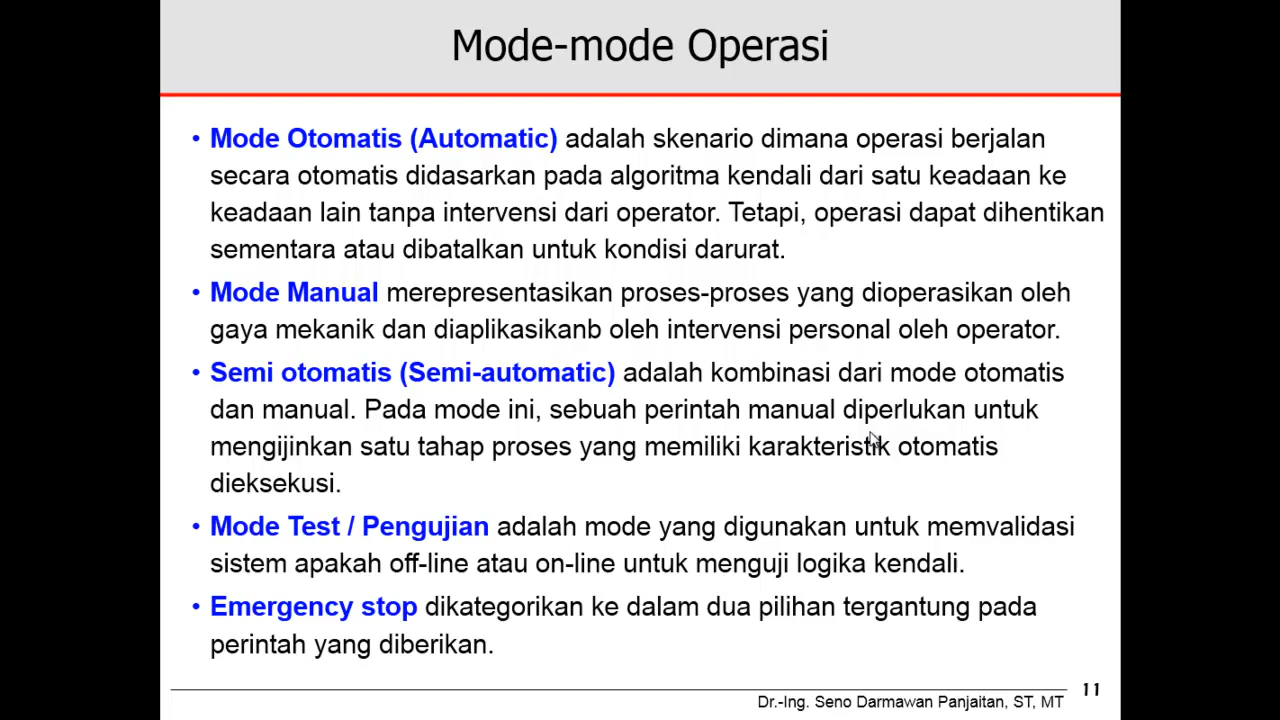 Mode-mode Operasi
• Mode Otomatis (Automatic) adalah skenario dimana operasi berjalan
secara otomatis didasarkan pada algoritma kendali dari satu keadaan ke
keadaan lain tanpa intervensi dari operator. Tetapi, operasi dapat dihentikan
sementara atau dibatalkan untuk kondisi darurat.
• Mode Manual merepresentasikan proses-proses yang dioperasikan oleh
gaya mekanik dan diaplikasikanb oleh intervensi personal oleh operator.
• Semi otomatis (Semi-automatic) adalah kombinasi dari mode otomatis
dan manual. Pada mode ini, sebuah perintah manual diperlukan untuk
mengijinkan satu tahap proses yang memiliki karakteristik otomatis
dieksekusi.
• Mode Test / Pengujian adalah mode yang digunakan untuk memvalidasi
sistem apakah off-line atau on-line untuk menguji logika kendali.
• Emergency stop dikategorikan ke dalam dua pilihan tergantung pada
perintah yang diberikan.
11
Dr.-Ing. Seno Darmawan Panjaitan, ST, MT